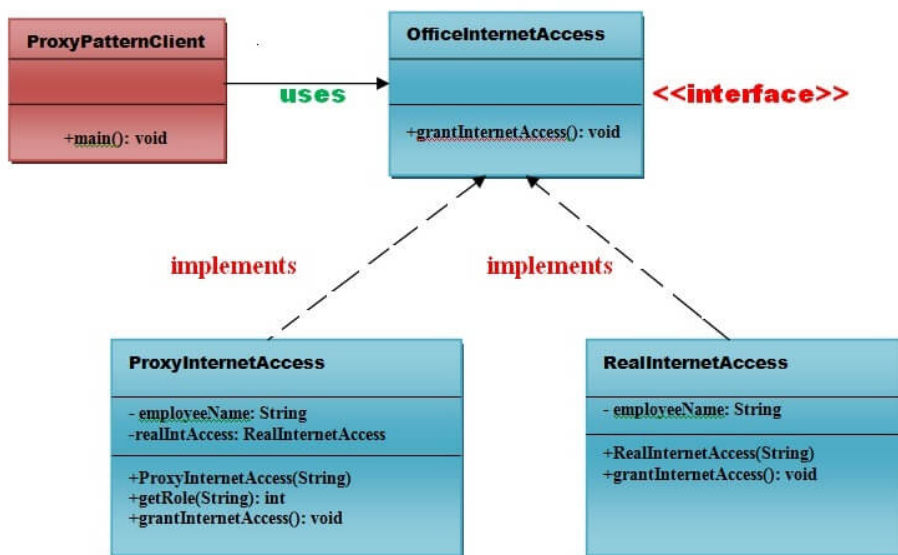 ProxyPatternClient
+main(): void
uses
OfficeInternetAccess
+grantInternetAccess(): void
<<interface>>
implements
implements
ProxyInternetAccess
- employeeName: String
-realIntAccess: RealInternetAccess
+ProxyInternetAccess(String)
+getRole(String): int
+grantInternetAccess(): void
RealInternetAccess
- employeeName: String
+RealInternetAccess(String)
+grantInternetAccess(): void